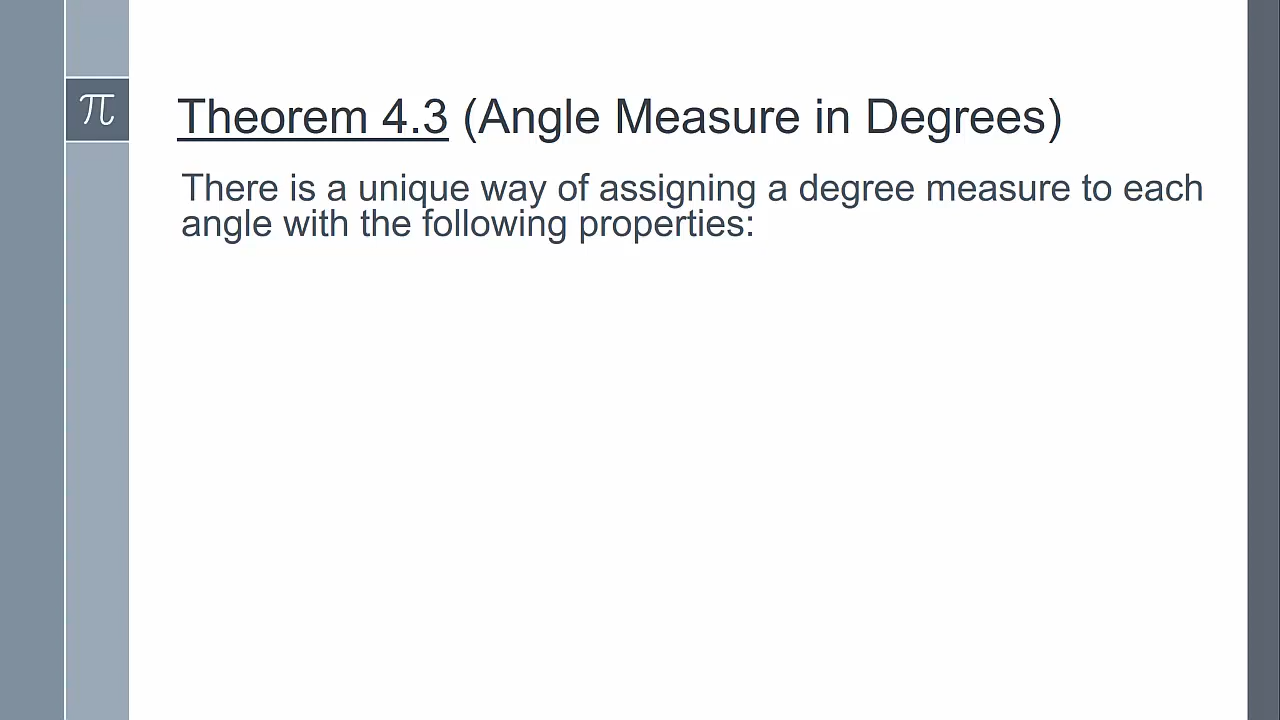 π
Theorem 4.3 (Angle Measure in Degrees)
There is a unique way of assigning a degree measure to each
angle with the following properties: